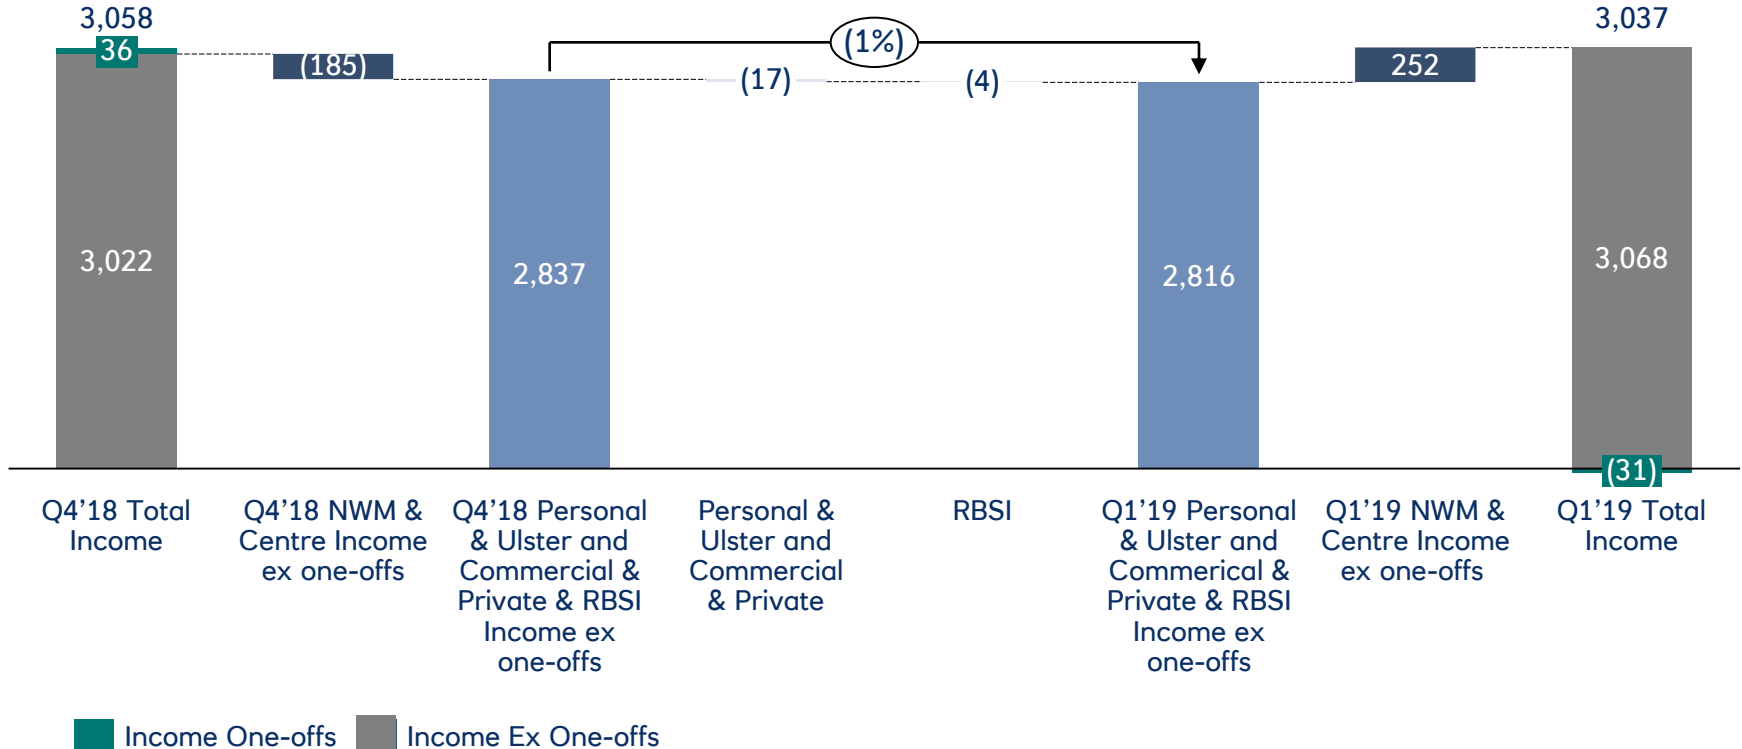 3,058
36
(185)
(17)
(1%)
(4)
252
3,037
3,022
2,837
2,816
3,068
(31)
Q4’18 Total
Income
Q4’18 NWM &
Centre Income
ex one-offs
Q4’18 Personal
& Ulster and
Commercial &
Private & RBSI
Income ex
one-offs
Personal &
Ulster and
Commercial
& Private
RBSI
Q1’19 Personal
& Ulster and
Commerical &
Private & RBSI
Income ex
one-offs
Q1’19 NWM &
Centre Income
ex one-offs
Q1’19 Total
Income
Income One-offs
Income Ex One-offs